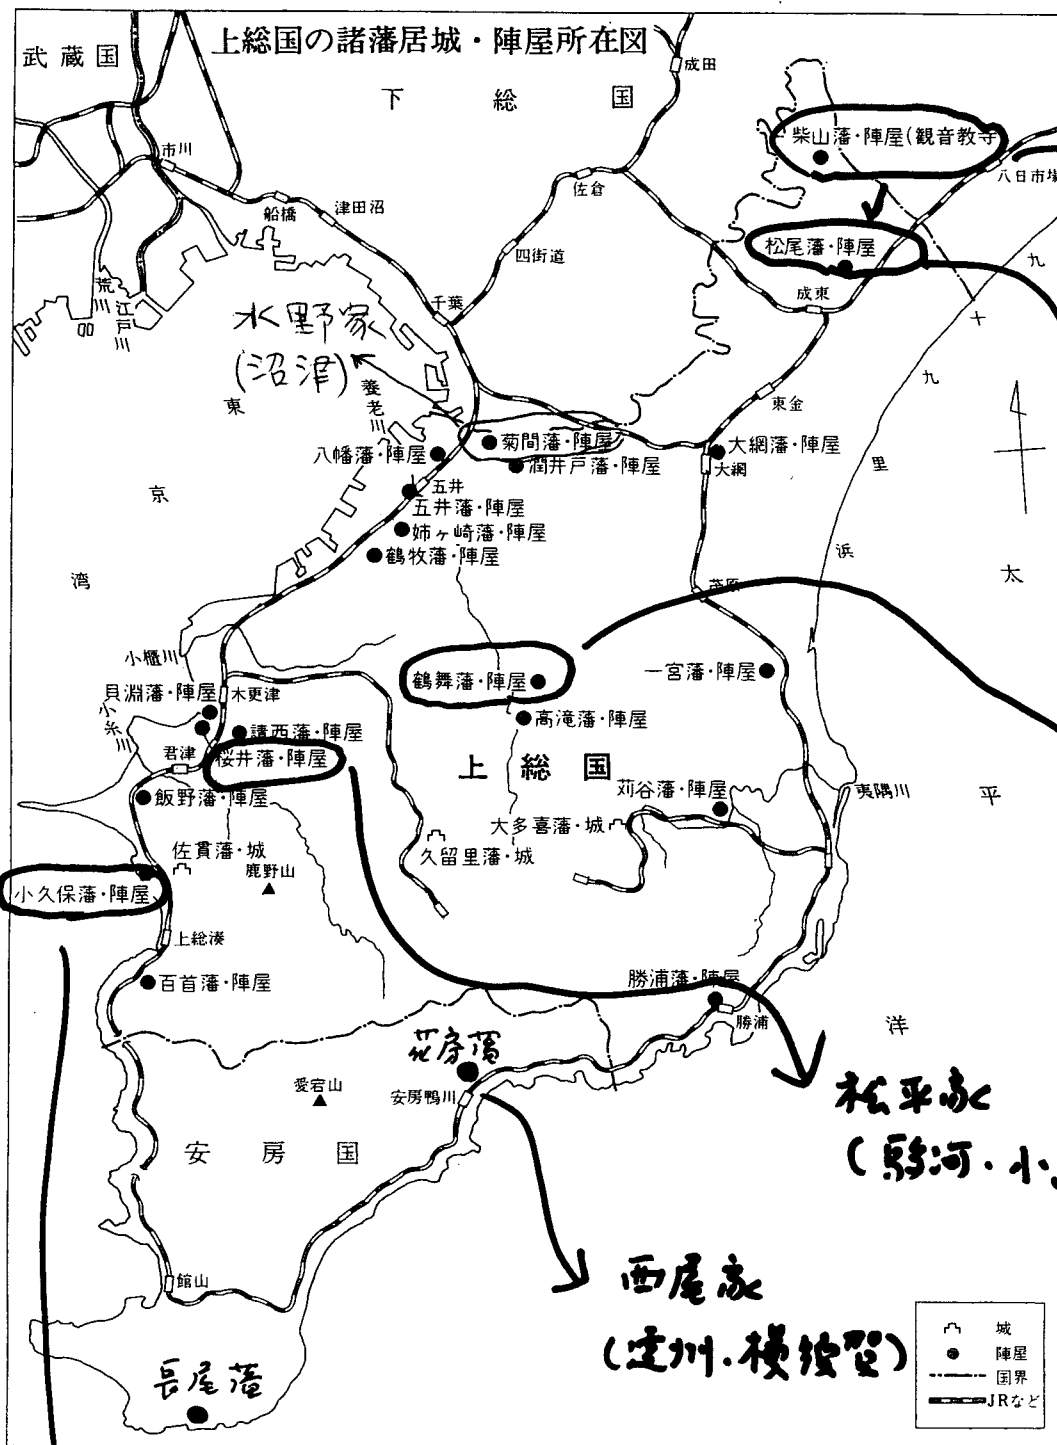 上総国の諸藩居城・陣屋所在図
武蔵国
下総国
成田
市川
船橋
津田沼
佐倉
四街道
千葉
荒川
江戸川
柴山藩・陣屋(観音教寺
八日市場
松尾藩・陣屋
成東
東金
九十九里浜
水野家
(沼津)
養老川
東京湾
菊間藩・陣屋
八幡藩・陣屋
潤井戸藩・陣屋
大網藩・陣屋
大網
五井
五井藩・陣屋
姉ヶ崎藩・陣屋
鶴牧藩・陣屋
茂原
太平洋
小櫃川
鶴舞藩・陣屋
一宮藩・陣屋
貝淵藩・陣屋
木更津
小糸川
請西藩・陣屋
高滝藩・陣屋
君津
桜井藩・陣屋
上総国
飯野藩・陣屋
苅谷藩・陣屋
夷隅川
大多喜藩・城
久留里藩・城
佐貫藩・城
鹿野山
小久保藩・陣屋
上総湊
百首藩・陣屋
勝浦藩・陣屋
勝浦
花房藩
愛宕山
安房鴨川
安房国
松平家
(駿河・小
西尾家
(遠州・横須賀)
館山
長尾藩
城
陣屋
国界
JRなど